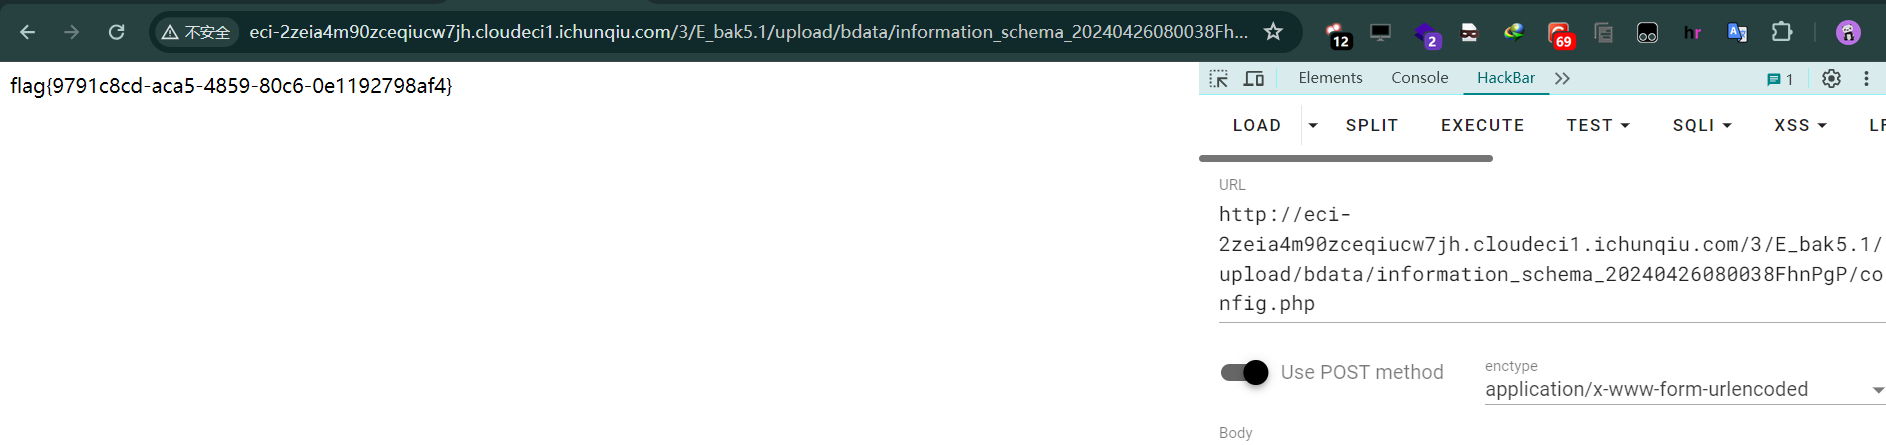 不安全 eci-2zeia4m90zceqiucw7jh.cloudeci1.ichunqiu.com/3/E_bak5.1/upload/bdata/information_schema_20240426080038Fh...
12
2
69
hr
flag{9791c8cd-aca5-4859-80c6-0e1192798af4}
Elements Console HackBar 1
LOAD SPLIT EXECUTE TEST SQLI XSS LF
URL
http://eci-
2zeia4m90zceqiucw7jh.cloudeci1.ichunqiu.com/3/E_bak5.1/
upload/bdata/information_schema_20240426080038FhnPgP/co
nfig.php
Use POST method
enctype
application/x-www-form-urlencoded
Body